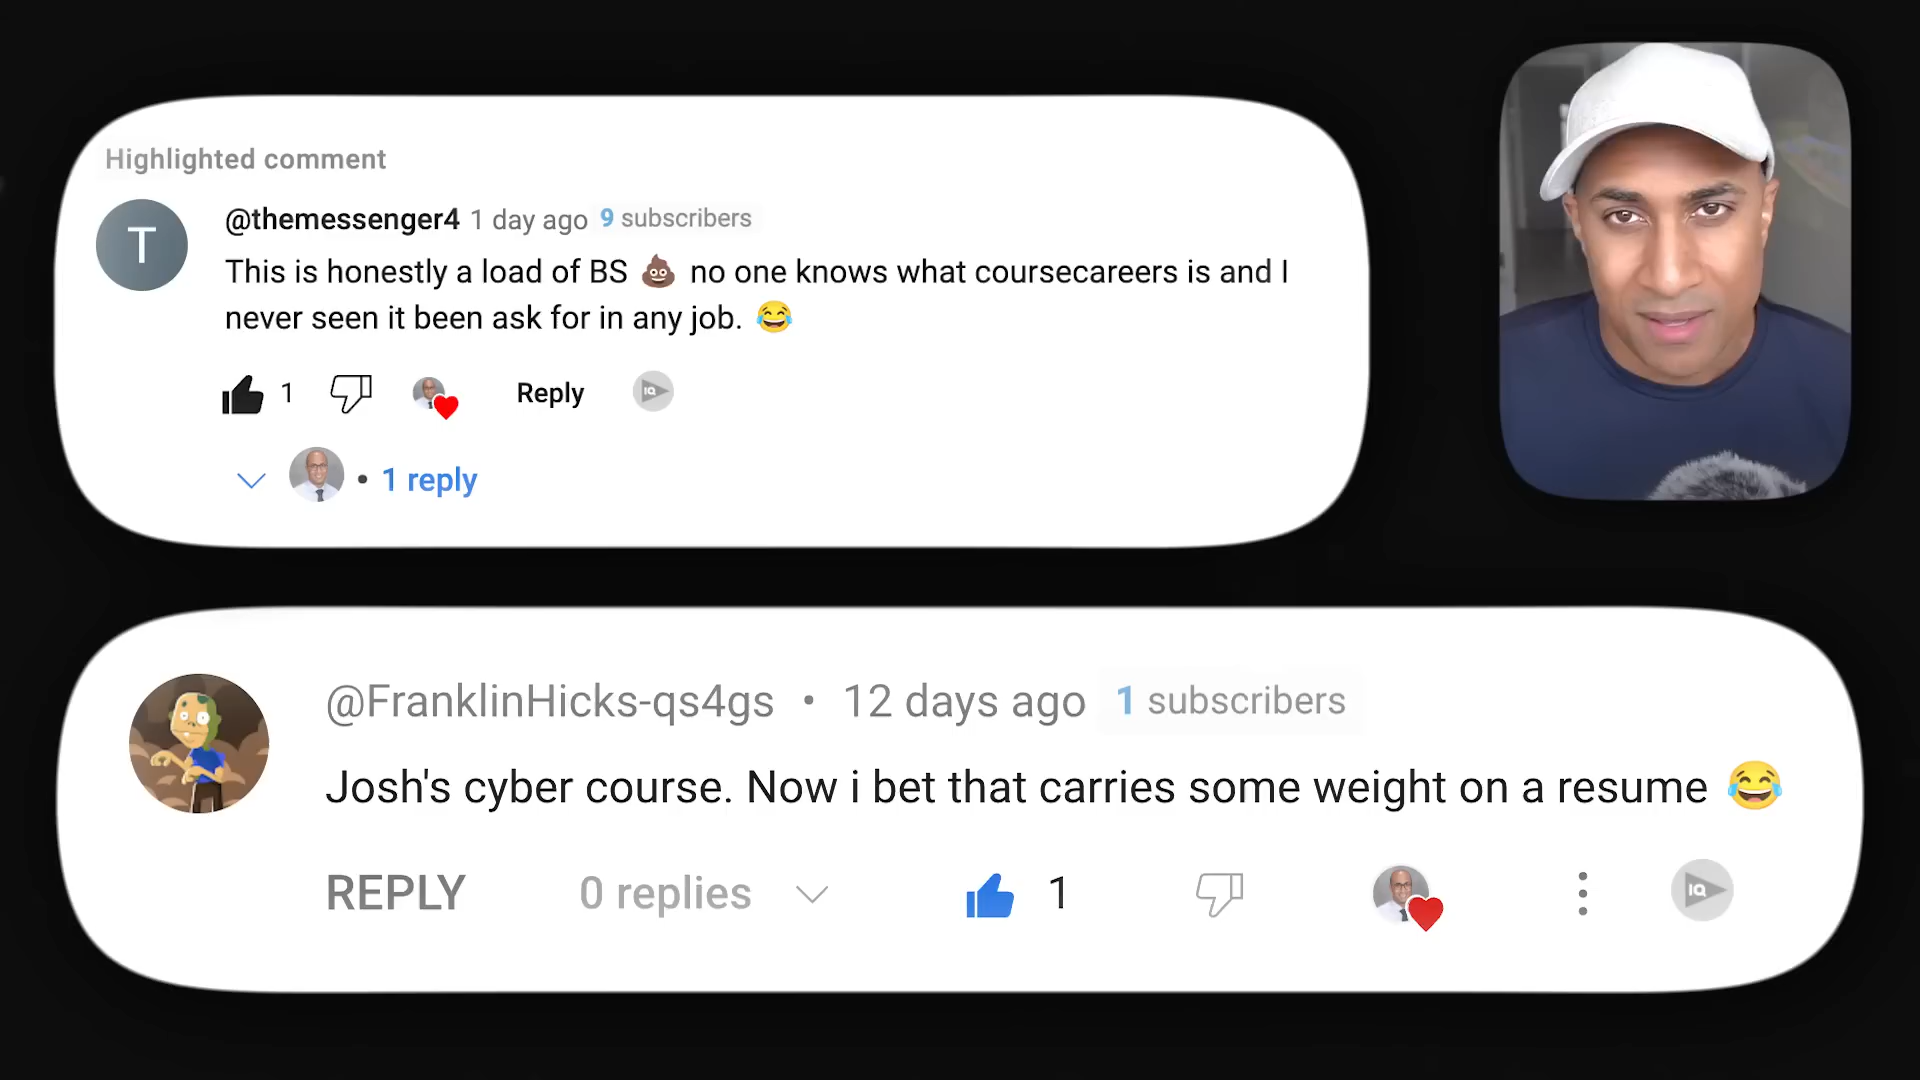 Highlighted comment
T
@themessenger4 1 day ago 9 subscribers
This is honestly a load of BS 💩 no one knows what coursecareers is and I
never seen it been ask for in any job. 😂
1 Reply IQ
• 1 reply
@FranklinHicks-qs4gs • 12 days ago 1 subscribers
Josh's cyber course. Now i bet that carries some weight on a resume 😂
REPLY 0 replies 1 IQ